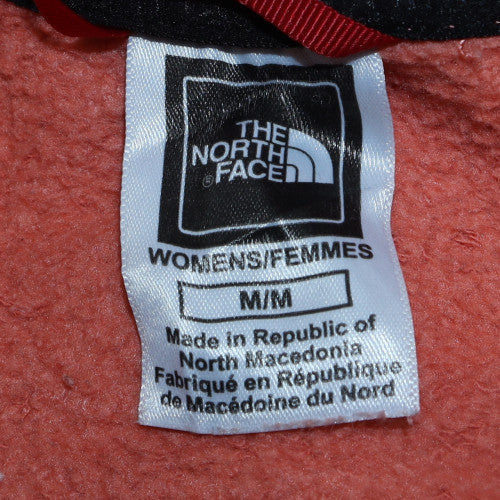 THE
NORTH
FACE®
WOMENS/FEMMES
M/M
Made in Republic of
North Macedonia
Fabriqué en République
de Macédoine du Nord